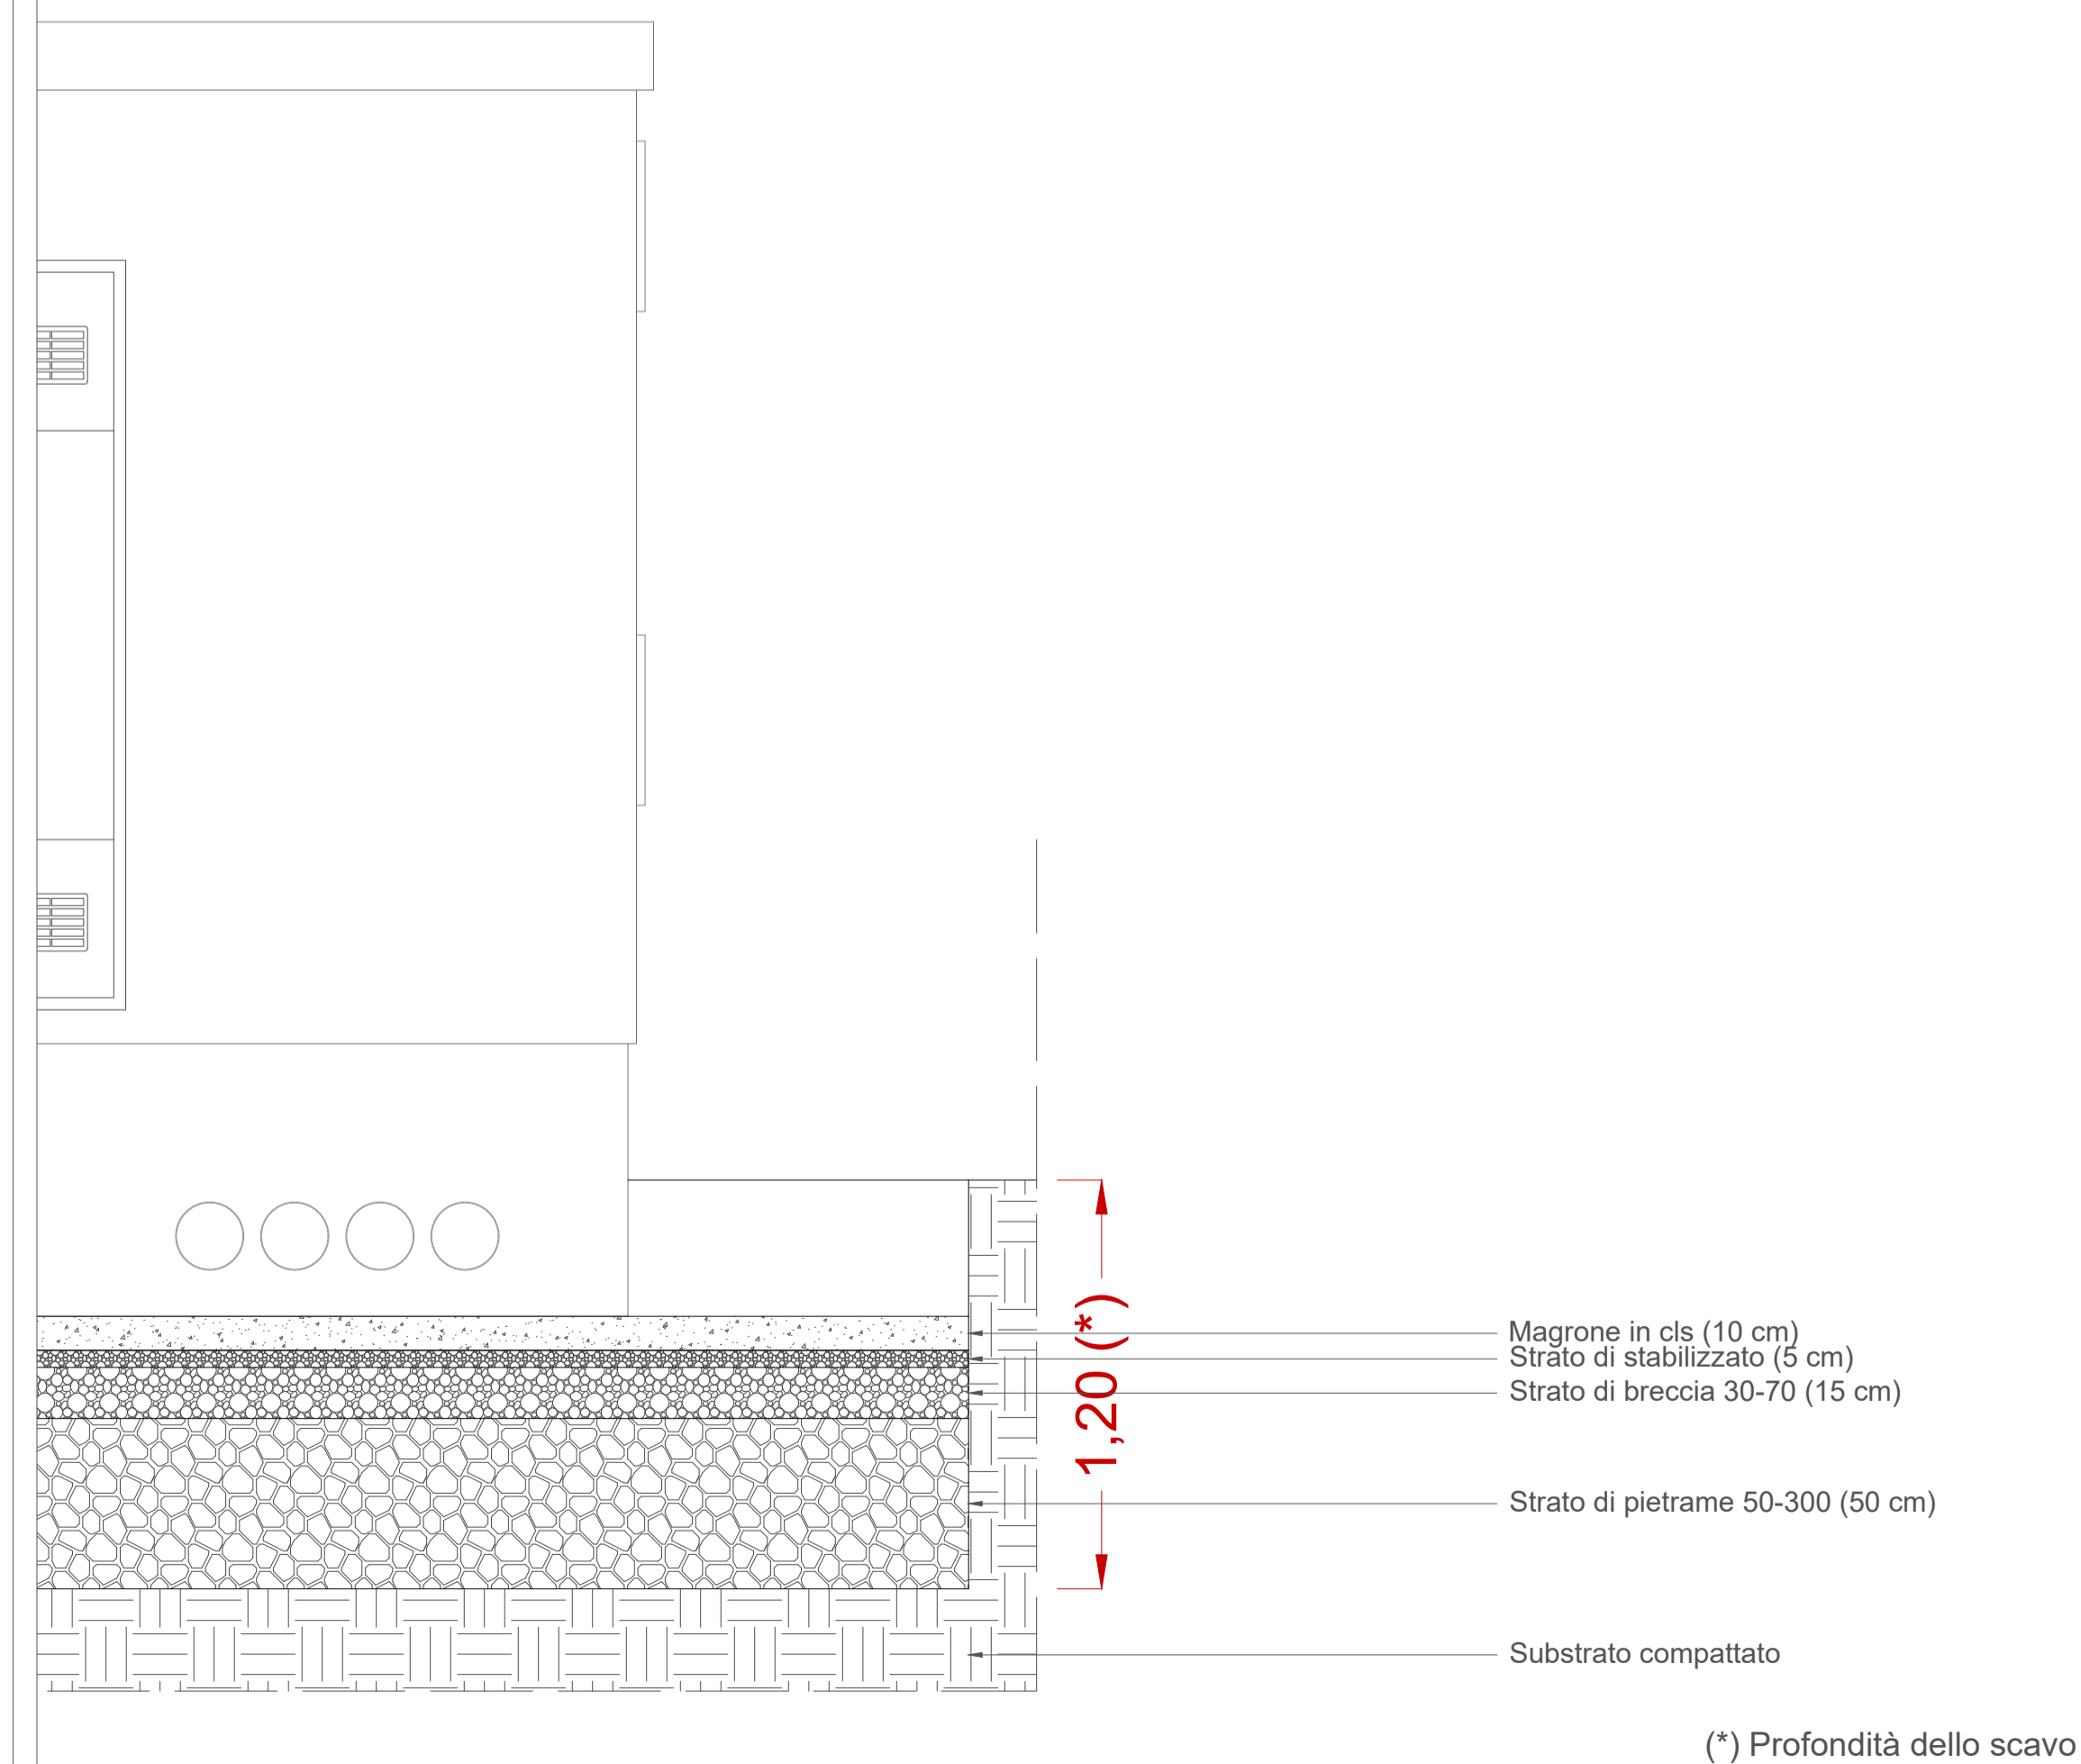 1,20 (*)
Magrone in cls (10 cm)
Strato di stabilizzato (5 cm)
Strato di breccia 30-70 (15 cm)
Strato di pietrame 50-300 (50 cm)
Substrato compattato
(*) Profondità dello scavo